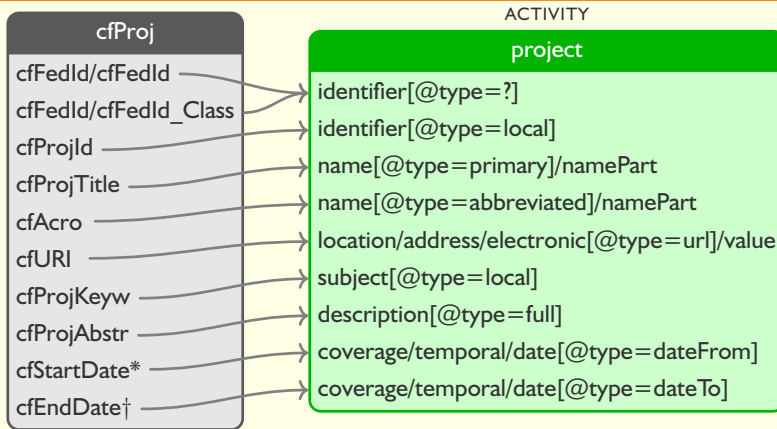 cfProj
cfFedId/cfFedId
cfFedId/cfFedId_Class
cfProjId
cfProjTitle
cfAcro
cfURI
cfProjKeyw
cfProjAbstr
cfStartDate*
cfEndDate†
ACTIVITY
project
identifier[@type=?]
identifier[@type=local]
name[@type=primary]/namePart
name[@type=abbreviated]/namePart
location/address/electronic[@type=url]/value
subject[@type=local]
description[@type=full]
coverage/temporal/date[@type=dateFrom]
coverage/temporal/date[@type=dateTo]